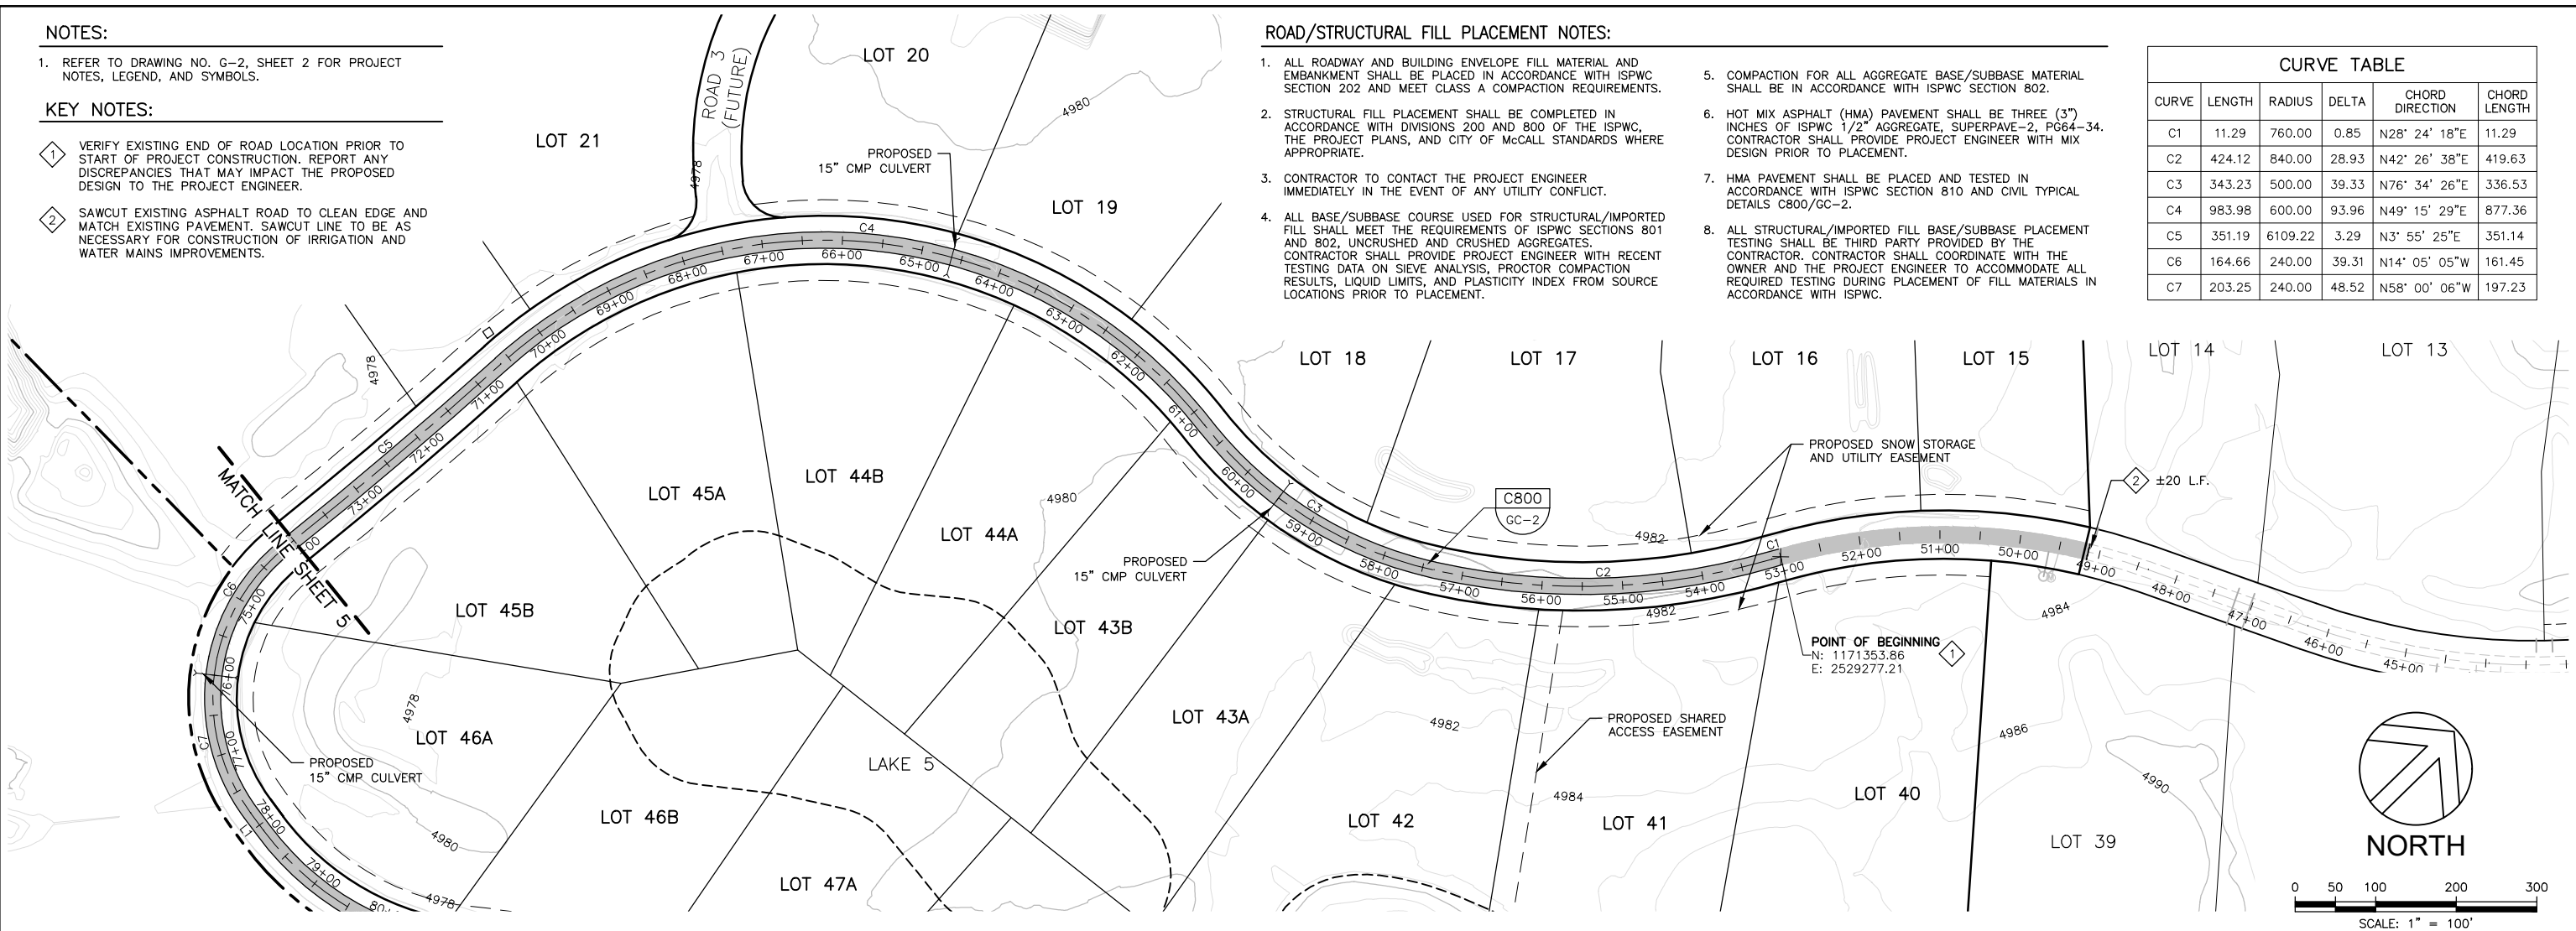 NOTES:
1. REFER TO DRAWING NO. G-2, SHEET 2 FOR PROJECT
NOTES, LEGEND, AND SYMBOLS.
KEY NOTES:
1 VERIFY EXISTING END OF ROAD LOCATION PRIOR TO
START OF PROJECT CONSTRUCTION. REPORT ANY
DISCREPANCIES THAT MAY IMPACT THE PROPOSED
DESIGN TO THE PROJECT ENGINEER.
2 SAWCUT EXISTING ASPHALT ROAD TO CLEAN EDGE AND
MATCH EXISTING PAVEMENT. SAWCUT LINE TO BE AS
NECESSARY FOR CONSTRUCTION OF IRRIGATION AND
WATER MAINS IMPROVEMENTS.
ROAD/STRUCTURAL FILL PLACEMENT NOTES:
1. ALL ROADWAY AND BUILDING ENVELOPE FILL MATERIAL AND
EMBANKMENT SHALL BE PLACED IN ACCORDANCE WITH ISPWC
SECTION 202 AND MEET CLASS A COMPACTION REQUIREMENTS.
2. STRUCTURAL FILL PLACEMENT SHALL BE COMPLETED IN
ACCORDANCE WITH DIVISIONS 200 AND 800 OF THE ISPWC,
THE PROJECT PLANS, AND CITY OF McCALL STANDARDS WHERE
APPROPRIATE.
3. CONTRACTOR TO CONTACT THE PROJECT ENGINEER
IMMEDIATELY IN THE EVENT OF ANY UTILITY CONFLICT.
4. ALL BASE/SUBBASE COURSE USED FOR STRUCTURAL/IMPORTED
FILL SHALL MEET THE REQUIREMENTS OF ISPWC SECTIONS 801
AND 802, UNCRUSHED AND CRUSHED AGGREGATES.
CONTRACTOR SHALL PROVIDE PROJECT ENGINEER WITH RECENT
TESTING DATA ON SIEVE ANALYSIS, PROCTOR COMPACTION
RESULTS, LIQUID LIMITS, AND PLASTICITY INDEX FROM SOURCE
LOCATIONS PRIOR TO PLACEMENT.
5. COMPACTION FOR ALL AGGREGATE BASE/SUBBASE MATERIAL
SHALL BE IN ACCORDANCE WITH ISPWC SECTION 802.
6. HOT MIX ASPHALT (HMA) PAVEMENT SHALL BE THREE (3")
INCHES OF ISPWC 1/2" AGGREGATE, SUPERPAVE-2, PG64-34.
CONTRACTOR SHALL PROVIDE PROJECT ENGINEER WITH MIX
DESIGN PRIOR TO PLACEMENT.
7. HMA PAVEMENT SHALL BE PLACED AND TESTED IN
ACCORDANCE WITH ISPWC SECTION 810 AND CIVIL TYPICAL
DETAILS C800/GC-2.
8. ALL STRUCTURAL/IMPORTED FILL BASE/SUBBASE PLACEMENT
TESTING SHALL BE THIRD PARTY PROVIDED BY THE
CONTRACTOR. CONTRACTOR SHALL COORDINATE WITH THE
OWNER AND THE PROJECT ENGINEER TO ACCOMMODATE ALL
REQUIRED TESTING DURING PLACEMENT OF FILL MATERIALS IN
ACCORDANCE WITH ISPWC.
CURVE TABLE
CURVE LENGTH RADIUS DELTA CHORD DIRECTION CHORD LENGTH
C1 11.29 760.00 0.85 N28° 24' 18"E 11.29
C2 424.12 840.00 28.93 N42° 26' 38"E 419.63
C3 343.23 500.00 39.33 N76° 34' 26"E 336.53
C4 983.98 600.00 93.96 N49° 15' 29"E 877.36
C5 351.19 6109.22 3.29 N3° 55' 25"E 351.14
C6 164.66 240.00 39.31 N14° 05' 05"W 161.45
C7 203.25 240.00 48.52 N58° 00' 06"W 197.23
ROAD 3
(FUTURE)
LOT 20
LOT 21
LOT 19
4980
4978
PROPOSED
15" CMP CULVERT
C4
65+00
66+00
67+00
68+00
69+00
70+00
71+00
72+00
73+00
64+00
63+00
62+00
61+00
60+00
59+00
58+00
57+00
56+00
55+00
54+00
53+00
52+00
51+00
50+00
49+00
48+00
47+00
46+00
45+00
4978
C5
MATCH LINE SHEET 5
C6
75+00
76+00
77+00
78+00
79+00
C7
L1
LOT 18
LOT 17
LOT 16
LOT 15
LOT 14
LOT 13
PROPOSED SNOW STORAGE
AND UTILITY EASEMENT
2 ±20 L.F.
C800
GC-2
C3
C2
C1
4982
4982
4984
LOT 45A
LOT 44B
LOT 44A
4980
PROPOSED
15" CMP CULVERT
LOT 45B
LOT 43B
LOT 43A
POINT OF BEGINNING
N: 1171353.86
E: 2529277.21
1
4978
LOT 46A
PROPOSED
15" CMP CULVERT
LAKE 5
4982
PROPOSED SHARED
ACCESS EASEMENT
4986
4990
4984
LOT 40
4980
LOT 46B
LOT 42
LOT 41
LOT 39
LOT 47A
4978
NORTH
0 50 100 200 300
SCALE: 1" = 100'